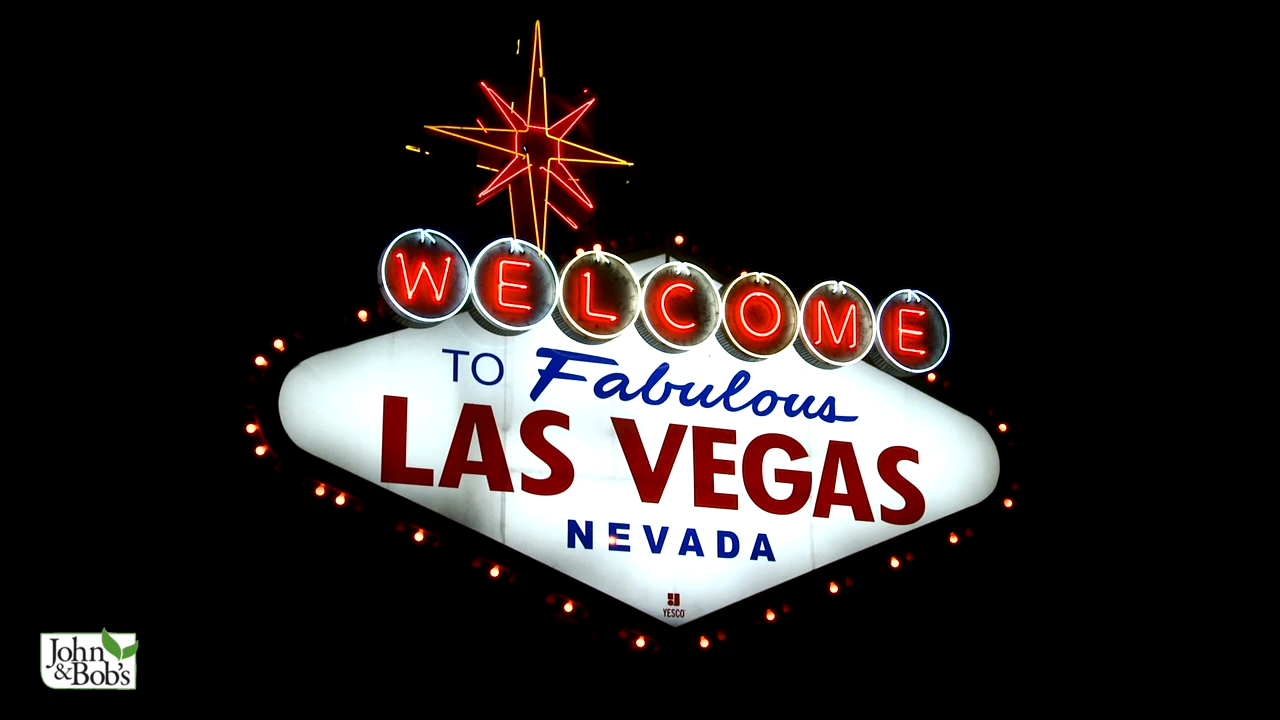 WELCOME
TO Fabulous
LAS VEGAS
NEVADA
YESCO
John
&Bob's